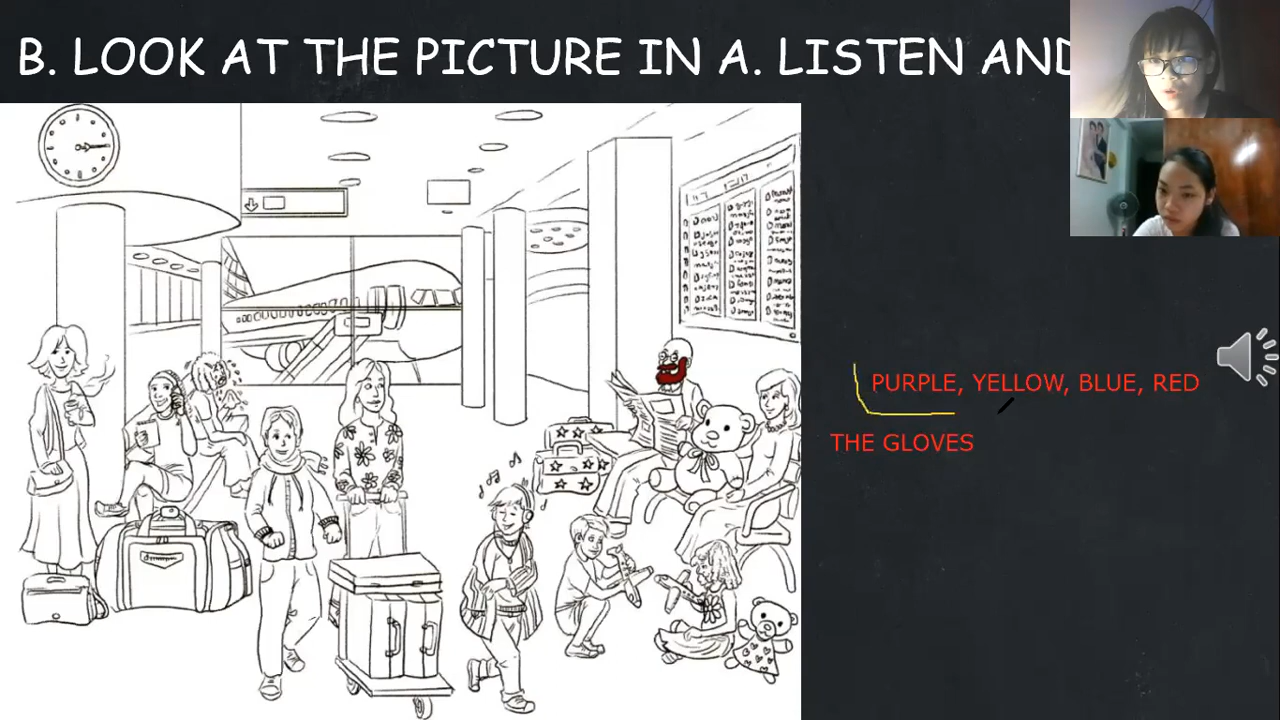 B. LOOK AT THE PICTURE IN A. LISTEN AND
PURPLE, YELLOW, BLUE, RED
THE GLOVES